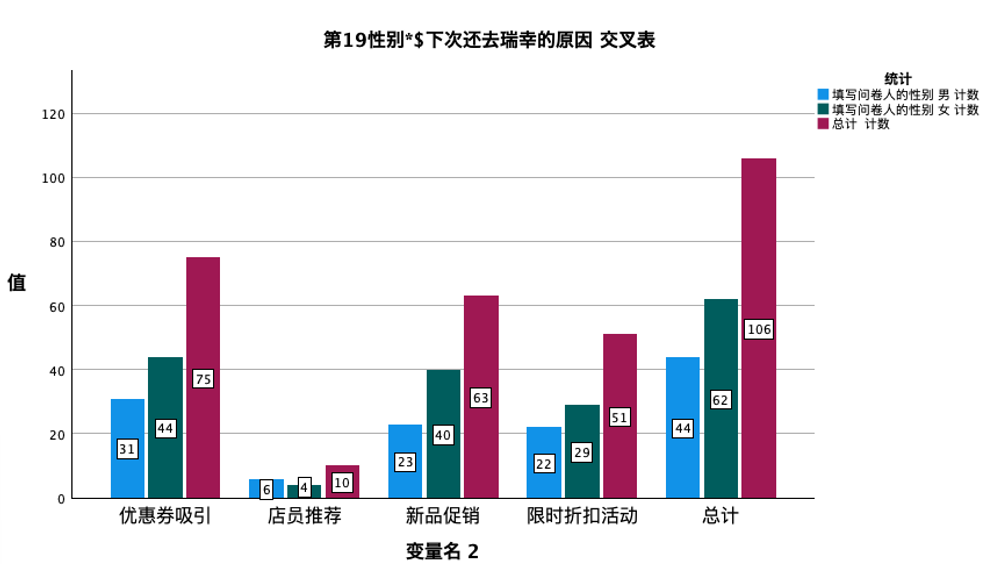 第19性别*$下次还去瑞幸的原因 交叉表
统计
填写问卷人的性别 男 计数
填写问卷人的性别 女 计数
总计 计数
值
120
100
80
60
40
20
0
31
44
75
6
4
10
23
40
63
22
29
51
44
62
106
优惠券吸引 店员推荐 新品促销 限时折扣活动 总计
变量名 2